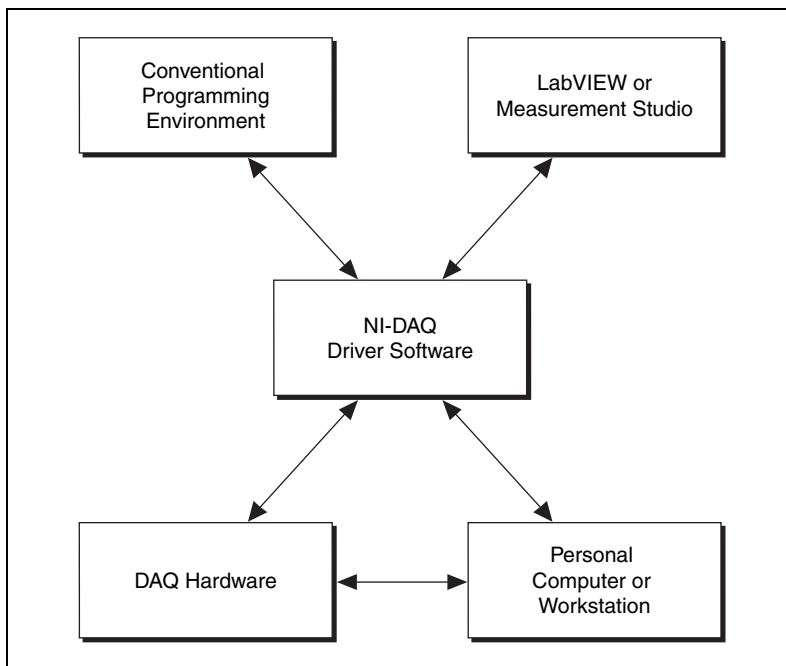 Conventional
Programming
Environment
LabVIEW or
Measurement Studio
NI-DAQ
Driver Software
DAQ Hardware
Personal
Computer or
Workstation